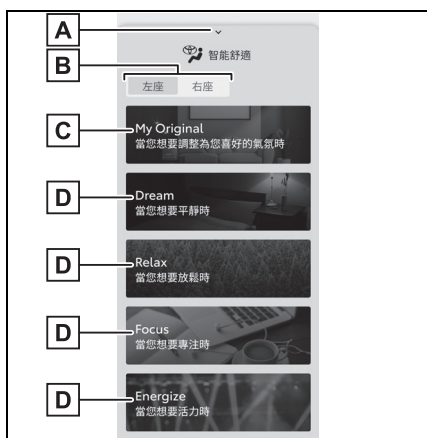 A
智能舒適
B
左座 右座
C
My Original
當您想要調整為您喜好的氣氛時
D
Dream
當您想要平靜時
D
Relax
當您想要放鬆時
D
Focus
當您想要專注時
D
Energize
當您想要活力時